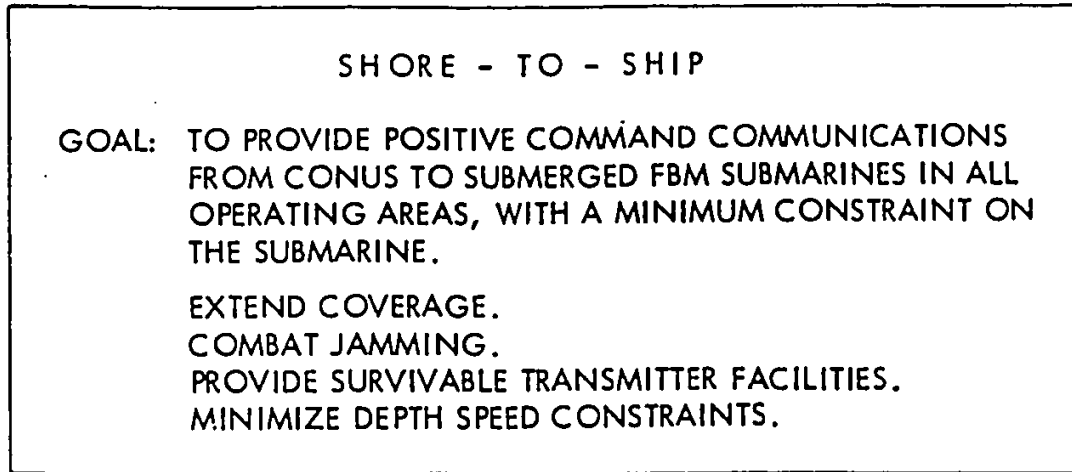 SHORE - TO - SHIP
GOAL: TO PROVIDE POSITIVE COMMAND COMMUNICATIONS
FROM CONUS TO SUBMERGED FBM SUBMARINES IN ALL
OPERATING AREAS, WITH A MINIMUM CONSTRAINT ON
THE SUBMARINE.
EXTEND COVERAGE.
COMBAT JAMMING.
PROVIDE SURVIVABLE TRANSMITTER FACILITIES.
MINIMIZE DEPTH SPEED CONSTRAINTS.